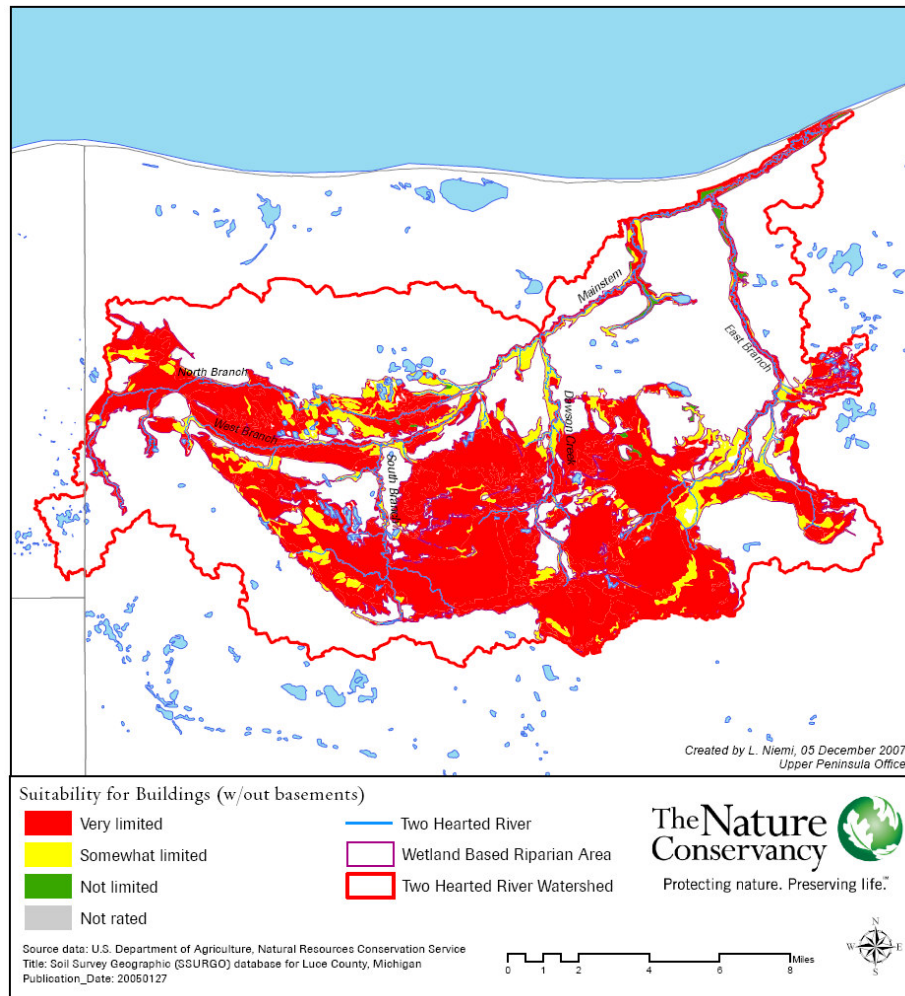 Mainstem
East Branch
North Branch
West Branch
South Branch
Dawson Creek
Created by L. Niemi, 05 December 2007
Upper Peninsula Office
Suitability for Buildings (w/out basements)
Very limited
Somewhat limited
Not limited
Not rated
Two Hearted River
Wetland Based Riparian Area
Two Hearted River Watershed
The Nature
Conservancy
Protecting nature. Preserving life.™
Source data: U.S. Department of Agriculture, Natural Resources Conservation Service
Title: Soil Survey Geographic (SSURGO) database for Luce County, Michigan
Publication_Date: 20050127
0 1 2 4 6 8 Miles
N
W E
S